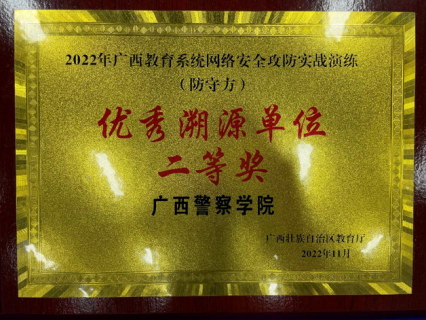 2022年广西教育系统网络安全攻防实战演练
（防守方）
优秀溯源单位
二等奖
广西警察学院
广西壮族自治区教育厅
2022年11月